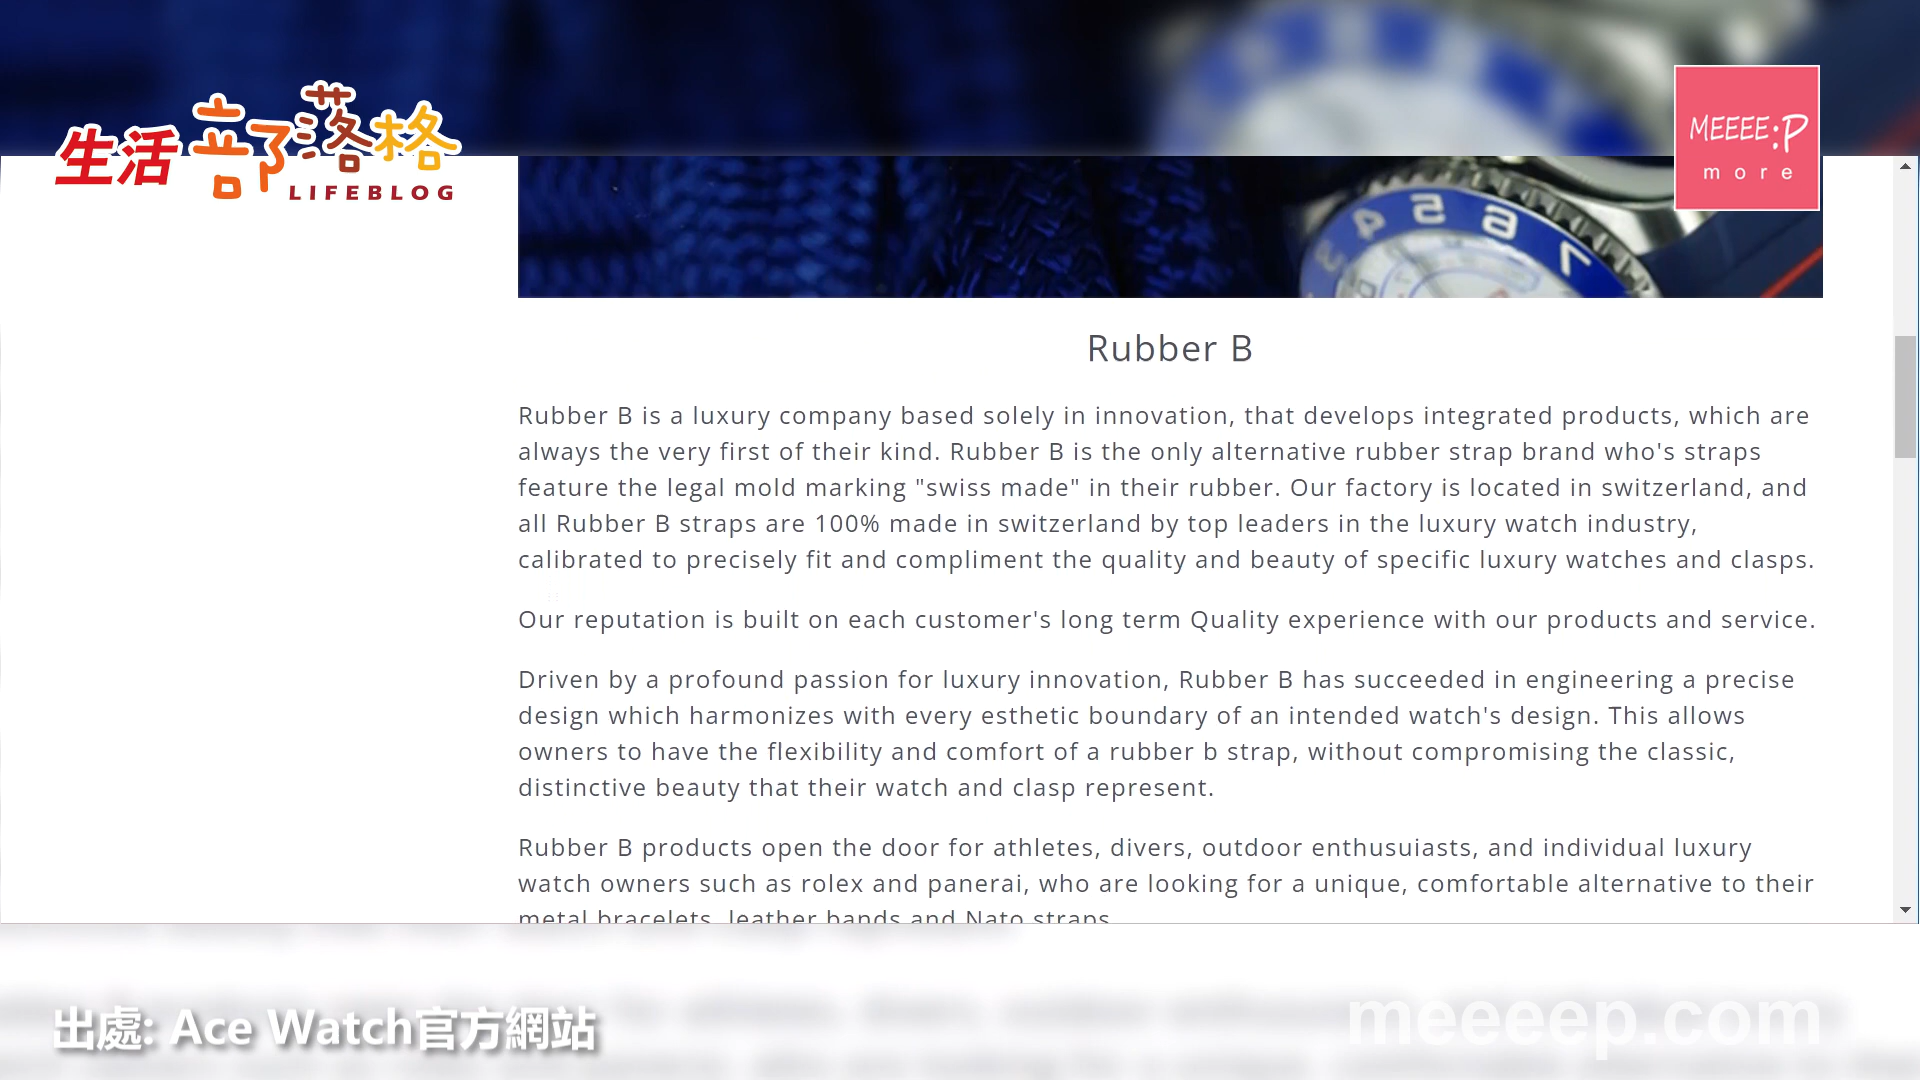 生活部落格
LIFEBLOG
MEEEE:P
more
4 5 6 7
Rubber B
Rubber B is a luxury company based solely in innovation, that develops integrated products, which are
always the very first of their kind. Rubber B is the only alternative rubber strap brand who's straps
feature the legal mold marking "swiss made" in their rubber. Our factory is located in switzerland, and
all Rubber B straps are 100% made in switzerland by top leaders in the luxury watch industry,
calibrated to precisely fit and compliment the quality and beauty of specific luxury watches and clasps.
Our reputation is built on each customer's long term Quality experience with our products and service.
Driven by a profound passion for luxury innovation, Rubber B has succeeded in engineering a precise
design which harmonizes with every esthetic boundary of an intended watch's design. This allows
owners to have the flexibility and comfort of a rubber b strap, without compromising the classic,
distinctive beauty that their watch and clasp represent.
Rubber B products open the door for athletes, divers, outdoor enthusuiasts, and individual luxury
watch owners such as rolex and panerai, who are looking for a unique, comfortable alternative to their
metal bracelets, leather bands and Nato straps
出處: Ace Watch官方網站
meeeep.com